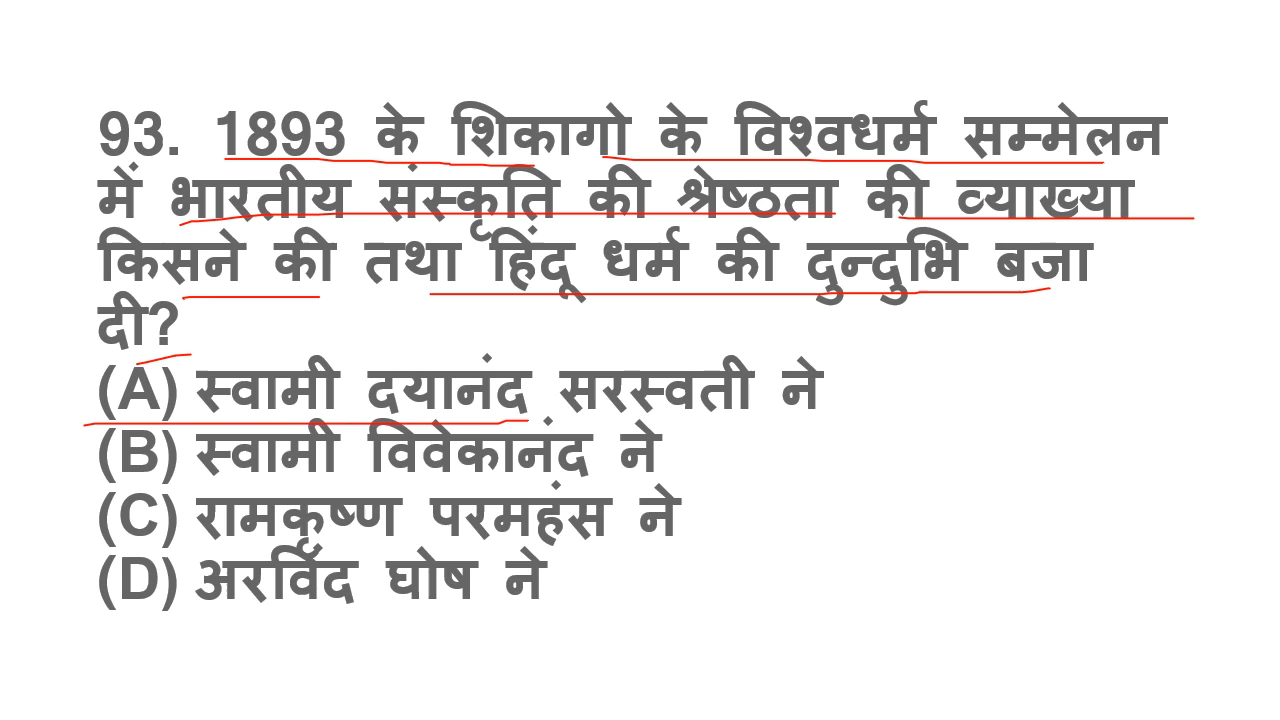 93. 1893 के शिकागो के विश्वधर्म सम्मेलन
में भारतीय संस्कृति की श्रेष्ठता की व्याख्या
किसने की तथा हिंदू धर्म की दुन्दुभि बजा
दी?
(A) स्वामी दयानंद सरस्वती ने
(B) स्वामी विवेकानंद ने
(C) रामकृष्ण परमहंस ने
(D) अरविंद घोष ने